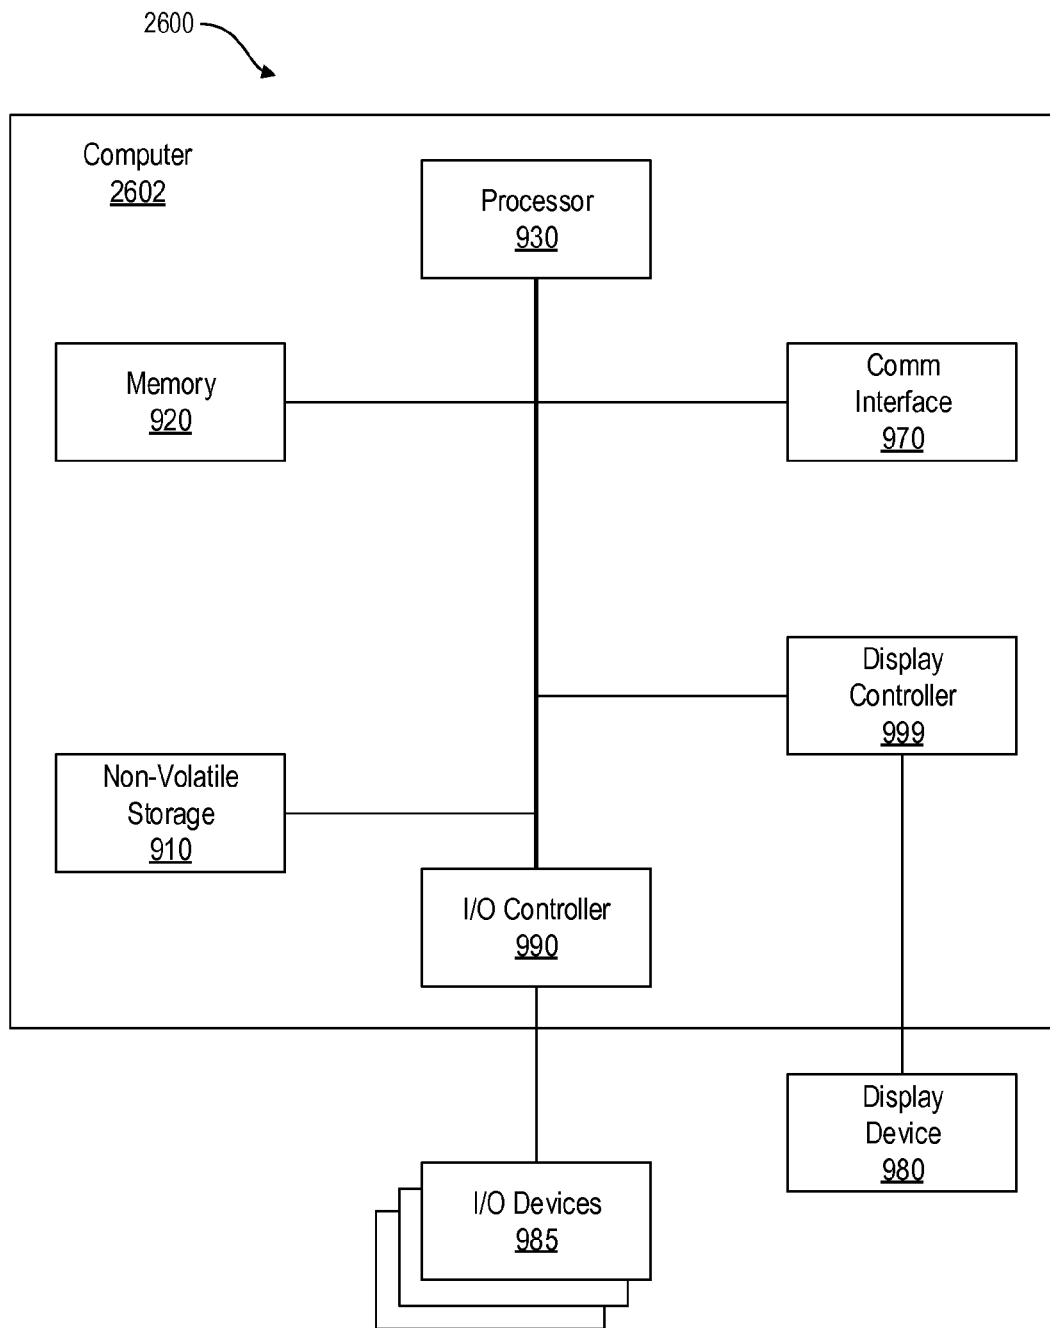 2600
Computer
2602
Processor
930
Memory
920
Comm
Interface
970
Display
Controller
999
Non-Volatile
Storage
910
I/O Controller
990
Display
Device
980
I/O Devices
985